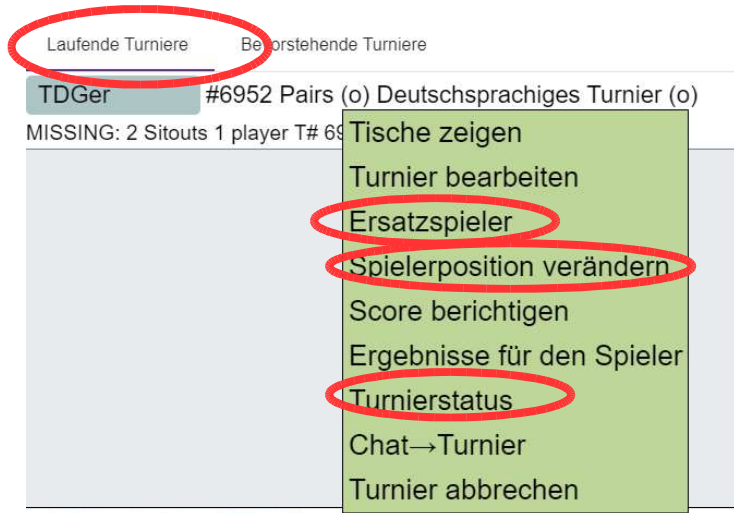 Laufende Turniere Bevorstehende Turniere
TDGer #6952 Pairs (o) Deutschsprachiges Turnier (o)
MISSING: 2 Sitouts 1 player T#
Tische zeigen
Turnier bearbeiten
Ersatzspieler
Spielerposition verändern
Score berichtigen
Ergebnisse für den Spieler
Turnierstatus
Chat→Turnier
Turnier abbrechen